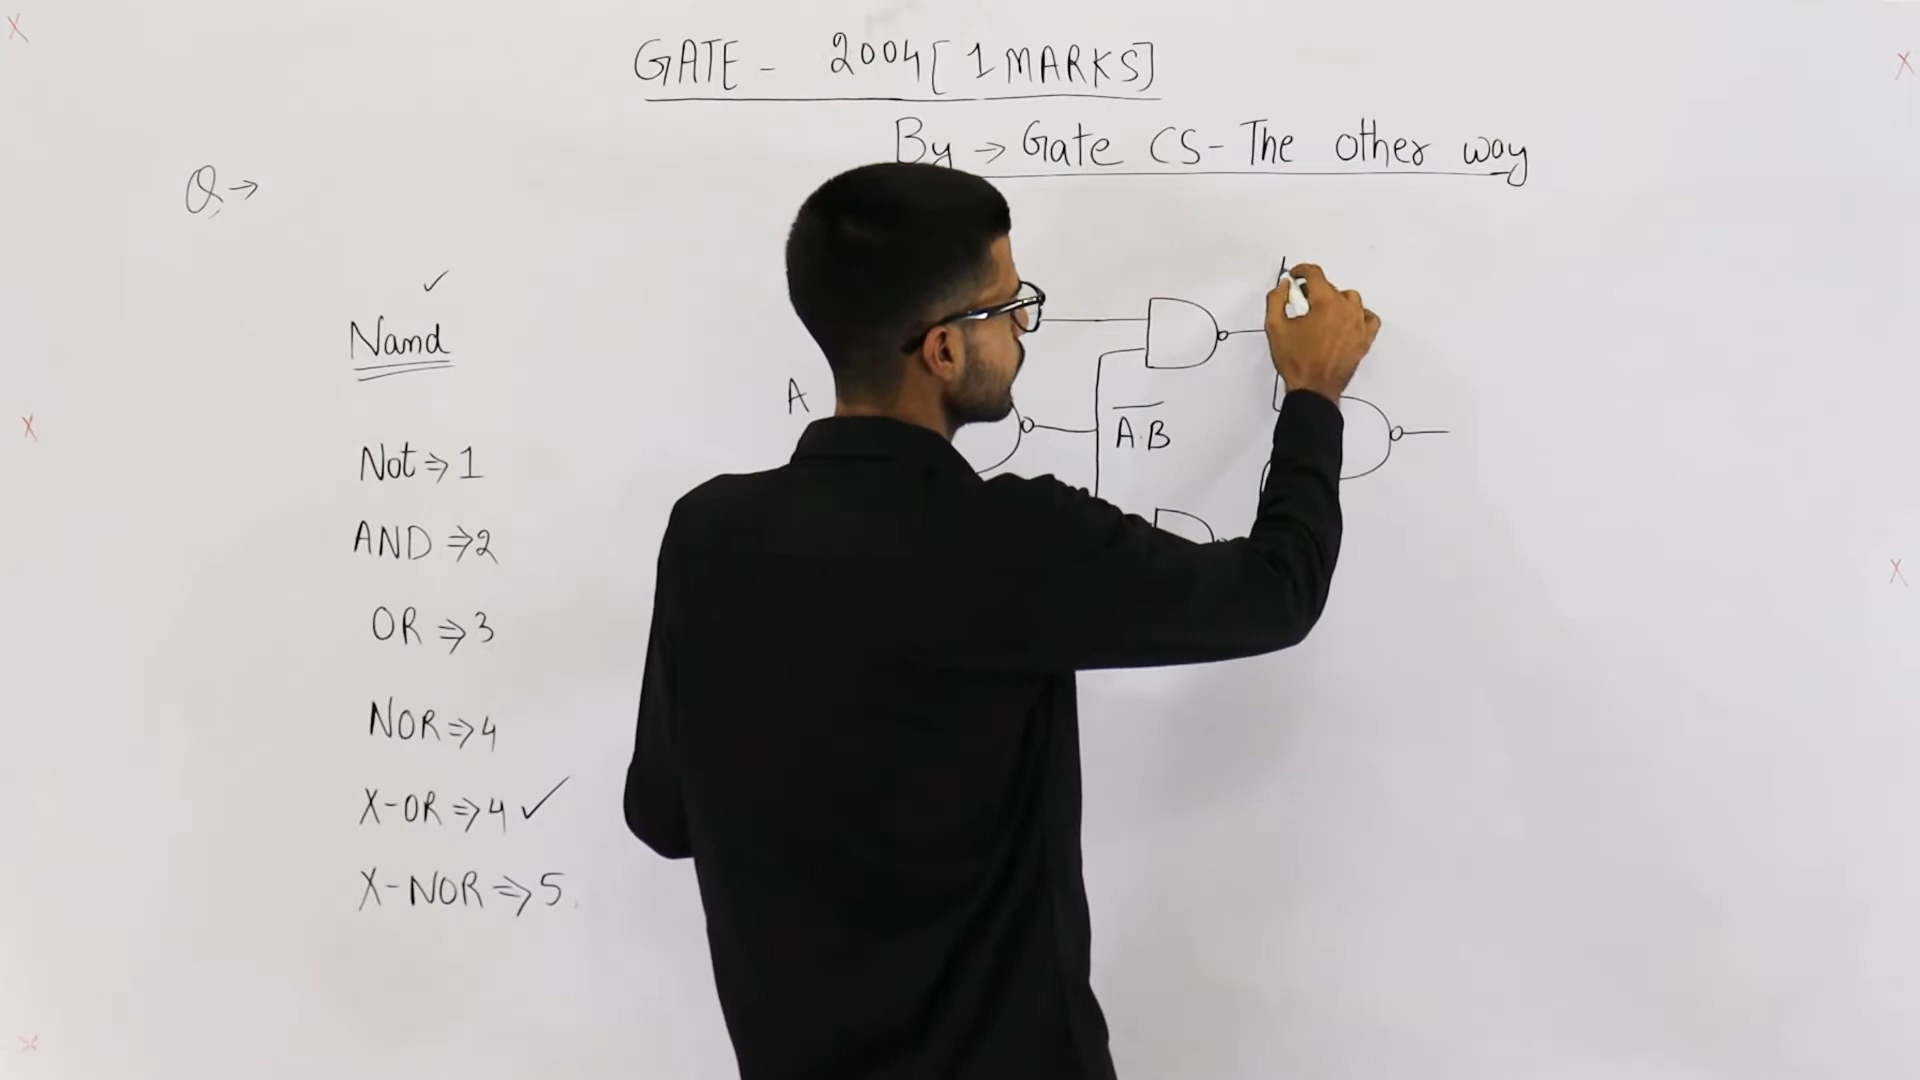 GATE - 2004 [1 MARKS]
By → Gate CS - The other way
Q →
Nand
Not ⇒ 1
AND ⇒ 2
OR ⇒ 3
NOR ⇒ 4
X-OR ⇒ 4 ✓
X-NOR ⇒ 5.
A
A̅.̅B̅